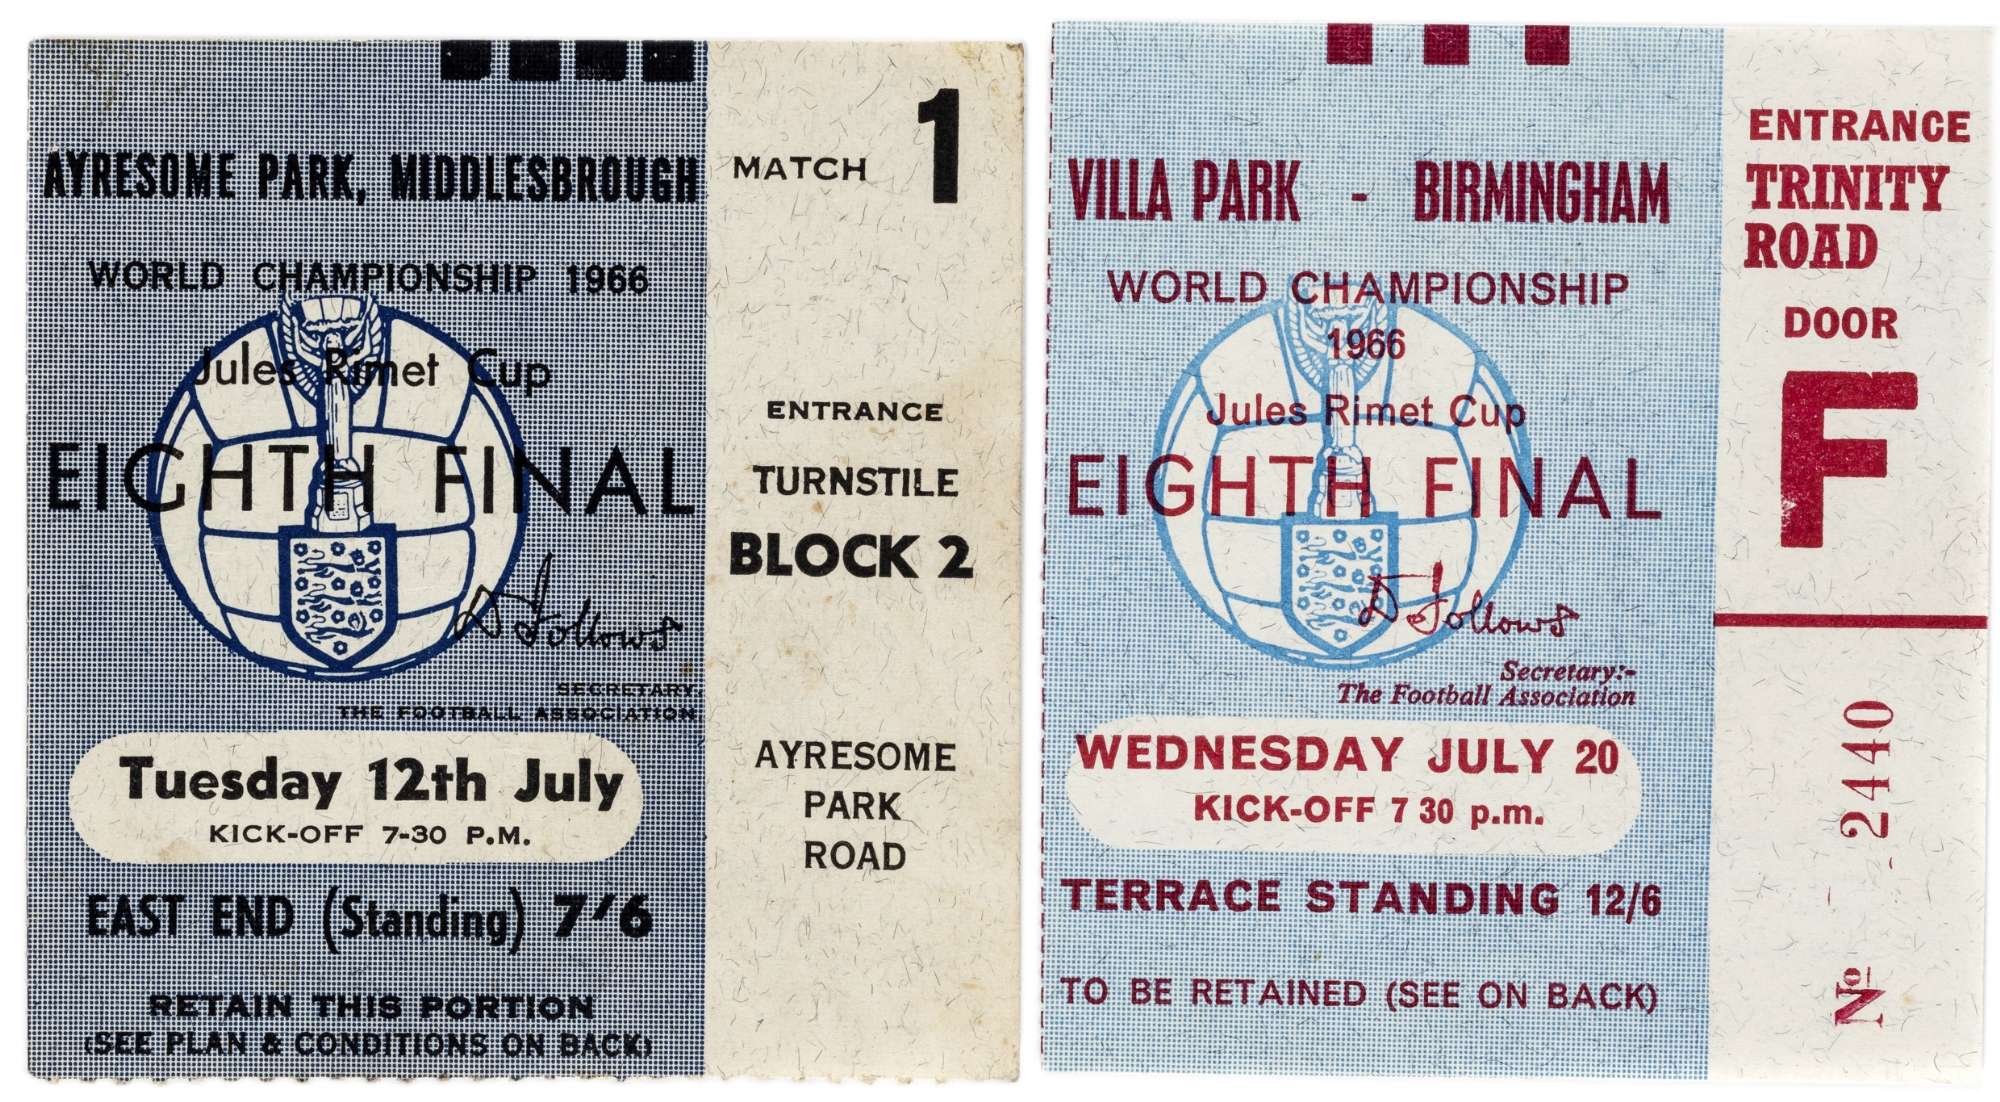 AYRESOME PARK, MIDDLESBROUGH
WORLD CHAMPIONSHIP 1966
Jules Rimet Cup
EIGHTH FINAL
D Follows
SECRETARY.
THE FOOTBALL ASSOCIATION
Tuesday 12th July
KICK-OFF 7-30 P.M.
EAST END (Standing) 7'6
RETAIN THIS PORTION
(SEE PLAN & CONDITIONS ON BACK)
MATCH 1
ENTRANCE
TURNSTILE
BLOCK 2
AYRESOME
PARK
ROAD
VILLA PARK - BIRMINGHAM
WORLD CHAMPIONSHIP
1966
Jules Rimet Cup
EIGHTH FINAL
D Follows
Secretary:-
The Football Association
WEDNESDAY JULY 20
KICK-OFF 7 30 p.m.
TERRACE STANDING 12/6
TO BE RETAINED (SEE ON BACK)
ENTRANCE
TRINITY
ROAD
DOOR
F
No 2440